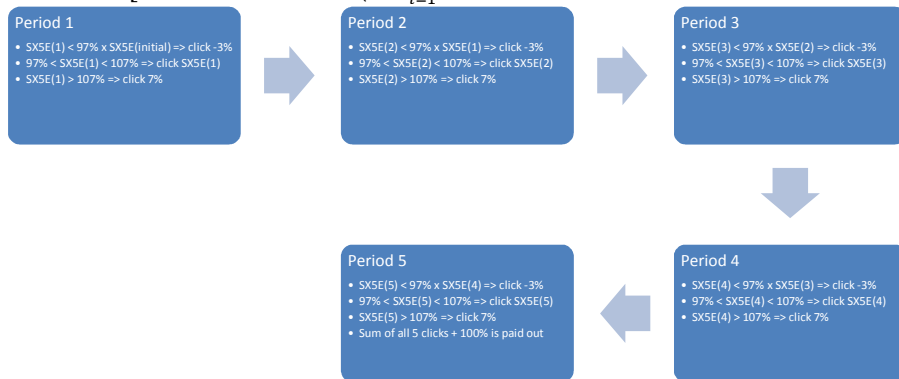 Period 1
• SX5E(1) < 97% x SX5E(initial) => click -3%
• 97% < SX5E(1) < 107% => click SX5E(1)
• SX5E(1) > 107% => click 7%
Period 2
• SX5E(2) < 97% x SX5E(1) => click -3%
• 97% < SX5E(2) < 107% => click SX5E(2)
• SX5E(2) > 107% => click 7%
Period 3
• SX5E(3) < 97% x SX5E(2) => click -3%
• 97% < SX5E(3) < 107% => click SX5E(3)
• SX5E(3) > 107% => click 7%
Period 4
• SX5E(4) < 97% x SX5E(3) => click -3%
• 97% < SX5E(4) < 107% => click SX5E(4)
• SX5E(4) > 107% => click 7%
Period 5
• SX5E(5) < 97% x SX5E(4) => click -3%
• 97% < SX5E(5) < 107% => click SX5E(5)
• SX5E(5) > 107% => click 7%
• Sum of all 5 clicks + 100% is paid out